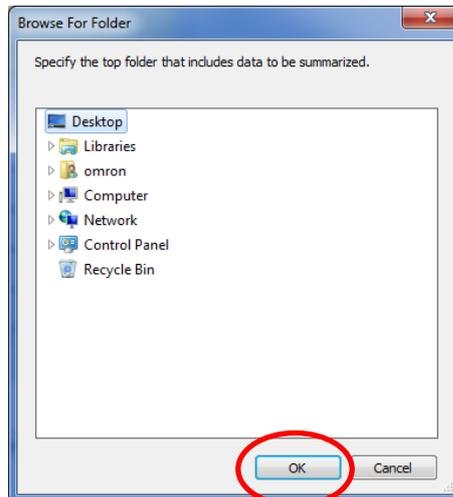 Browse For Folder
Specify the top folder that includes data to be summarized.
Desktop
Libraries
omron
Computer
Network
Control Panel
Recycle Bin
OK Cancel